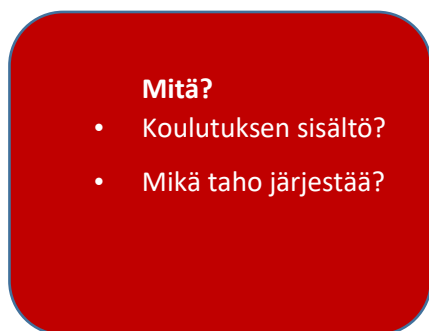 Mitä?
• Koulutuksen sisältö?
• Mikä taho järjestää?